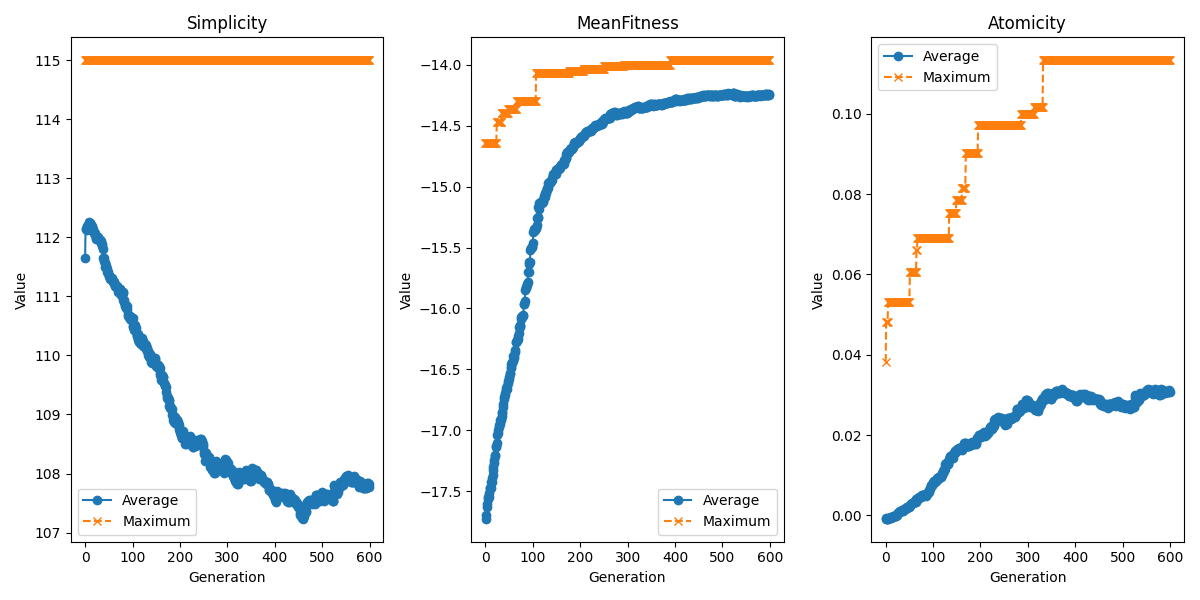 Simplicity
115
114
113
112
111
110
109
108
107
Value
Average
Maximum
0 100 200 300 400 500 600
Generation
MeanFitness
−14.0
−14.5
−15.0
−15.5
−16.0
−16.5
−17.0
−17.5
Value
Average
Maximum
0 100 200 300 400 500 600
Generation
Atomicity
Average
Maximum
0.10
0.08
0.06
0.04
0.02
0.00
Value
0 100 200 300 400 500 600
Generation